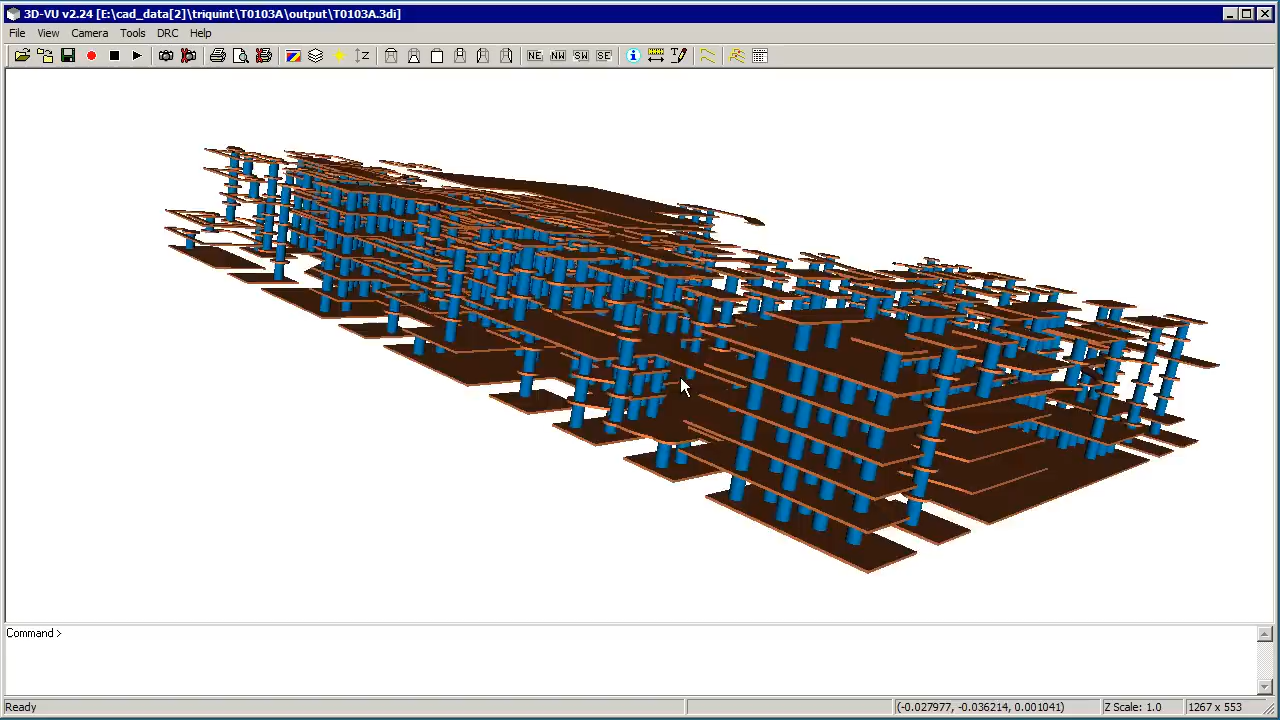 3D-VU v2.24 [E:\cad_data[2]\triquint\T0103A\output\T0103A.3di]
File View Camera Tools DRC Help
Z NE NW SW SE
Command >
Ready (-0.027977, -0.036214, 0.001041) Z Scale: 1.0 1267 x 553